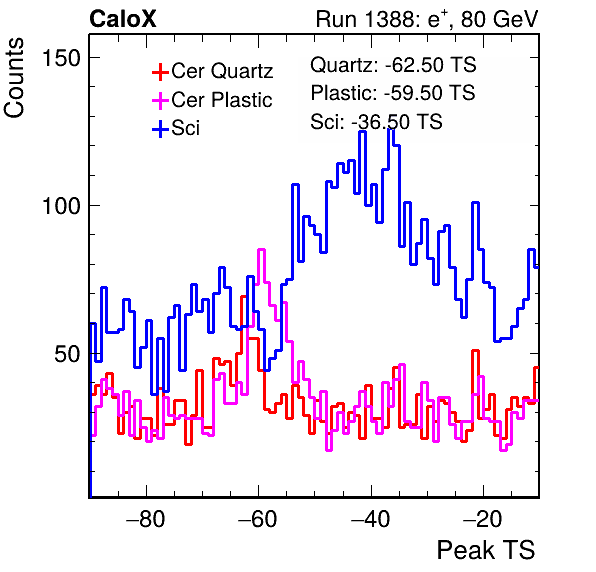 CaloX
Run 1388: e+, 80 GeV
Counts
150
100
50
Cer Quartz
Cer Plastic
Sci
Quartz: -62.50 TS
Plastic: -59.50 TS
Sci: -36.50 TS
−80
−60
−40
−20
Peak TS